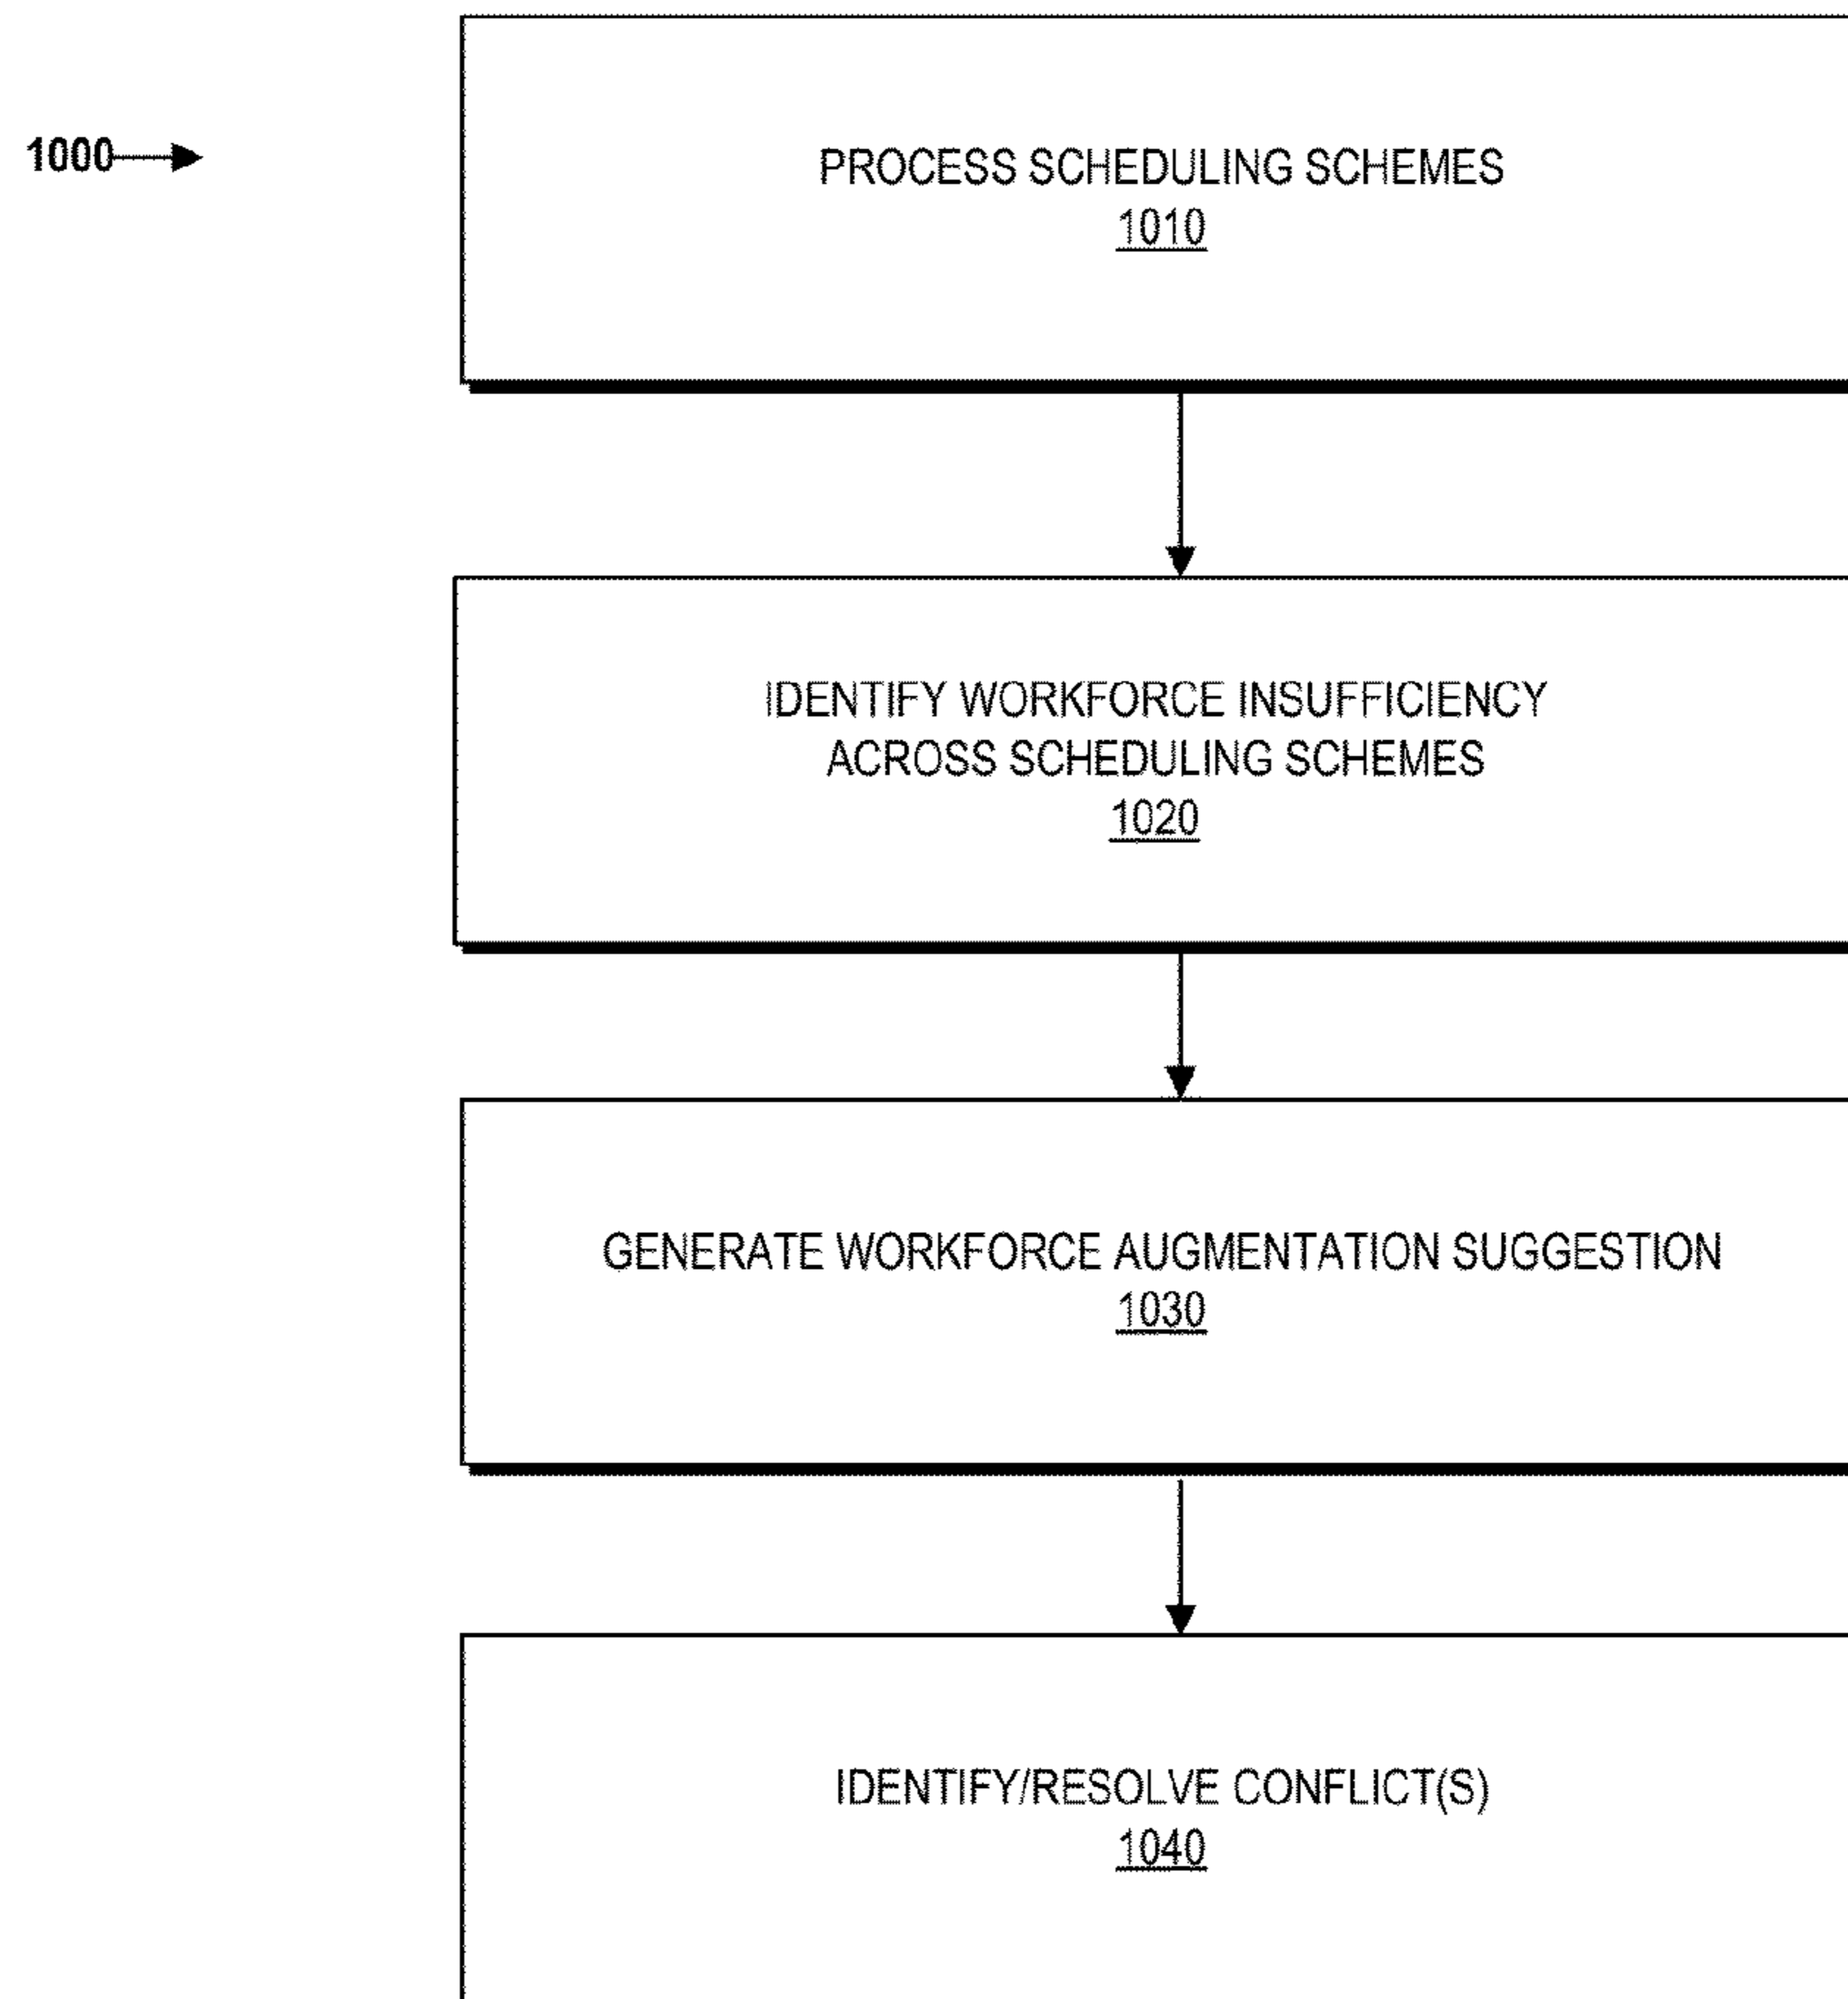 1000
PROCESS SCHEDULING SCHEMES
1010
IDENTIFY WORKFORCE INSUFFICIENCY
ACROSS SCHEDULING SCHEMES
1020
GENERATE WORKFORCE AUGMENTATION SUGGESTION
1030
IDENTIFY/RESOLVE CONFLICT(S)
1040